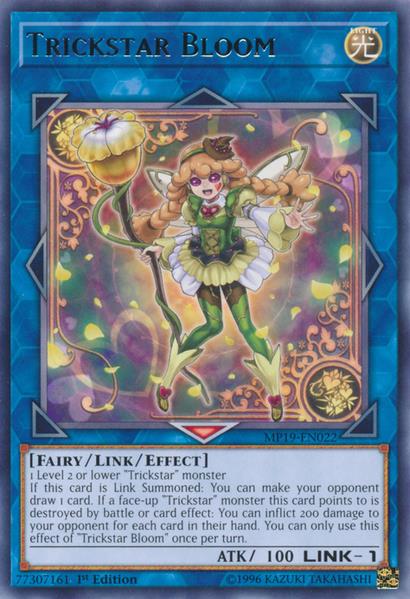 Trickstar Bloom
LIGHT
光
MP19-EN022
[Fairy/Link/Effect]
1 Level 2 or lower "Trickstar" monster
If this card is Link Summoned: You can make your opponent
draw 1 card. If a face-up "Trickstar" monster this card points to is
destroyed by battle or card effect: You can inflict 200 damage to
your opponent for each card in their hand. You can only use this
effect of "Trickstar Bloom" once per turn.
ATK/ 100 LINK-1
77307161 1st Edition ©1996 KAZUKI TAKAHASHI